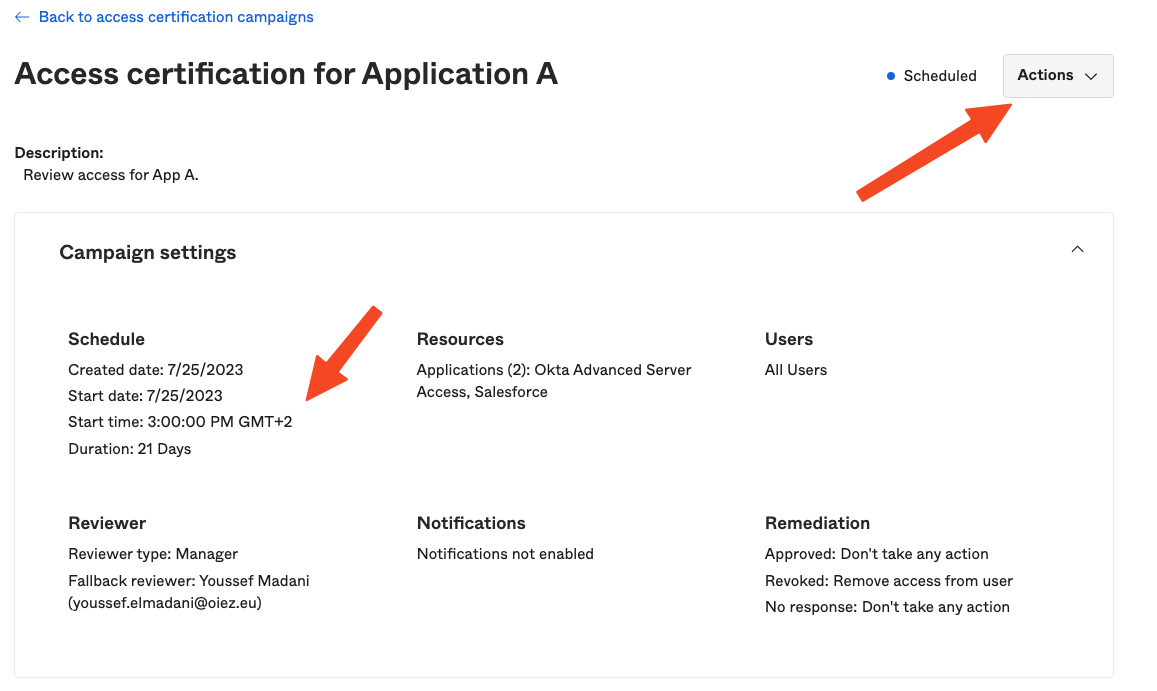 Back to access certification campaigns
Access certification for Application A
Scheduled
Actions
Description:
Review access for App A.
Campaign settings
Schedule
Created date: 7/25/2023
Start date: 7/25/2023
Start time: 3:00:00 PM GMT+2
Duration: 21 Days
Resources
Applications (2): Okta Advanced Server
Access, Salesforce
Users
All Users
Reviewer
Reviewer type: Manager
Fallback reviewer: Youssef Madani
(youssef.elmadani@oiez.eu)
Notifications
Notifications not enabled
Remediation
Approved: Don't take any action
Revoked: Remove access from user
No response: Don't take any action